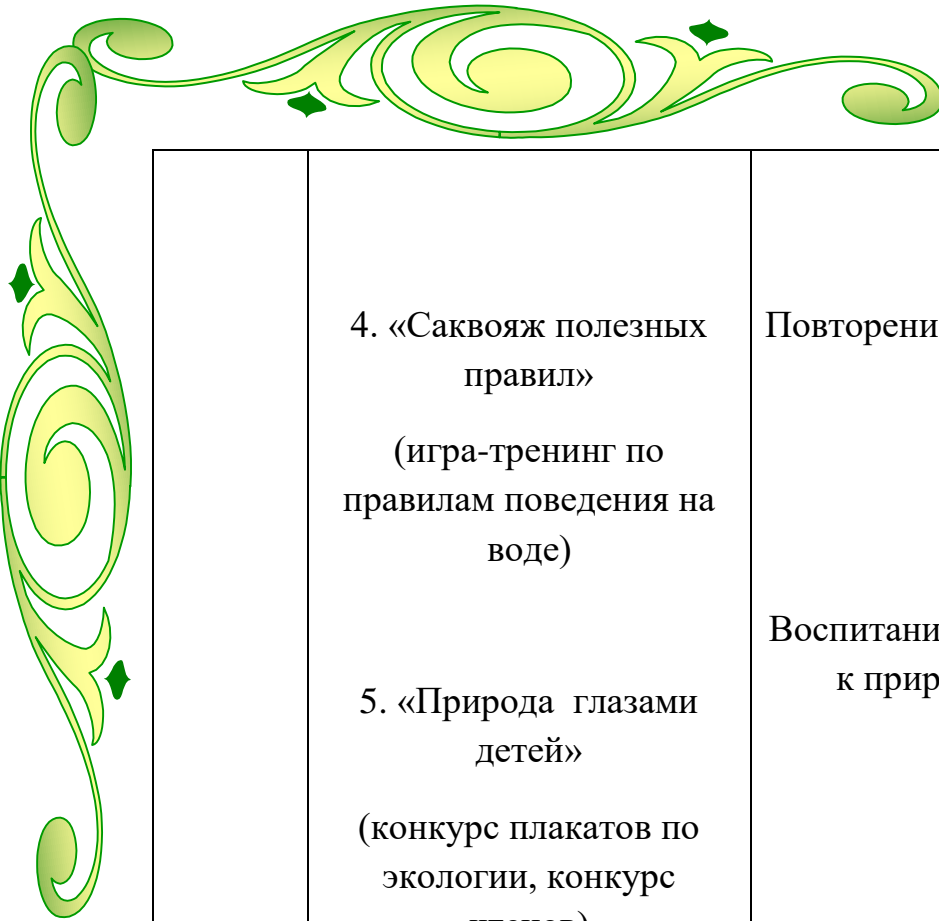 4. «Саквояж полезных
правил»
(игра-тренинг по
правилам поведения на
воде)
5. «Природа глазами
детей»
(конкурс плакатов по
экологии, конкурс
Повторени
Воспитани
к прир